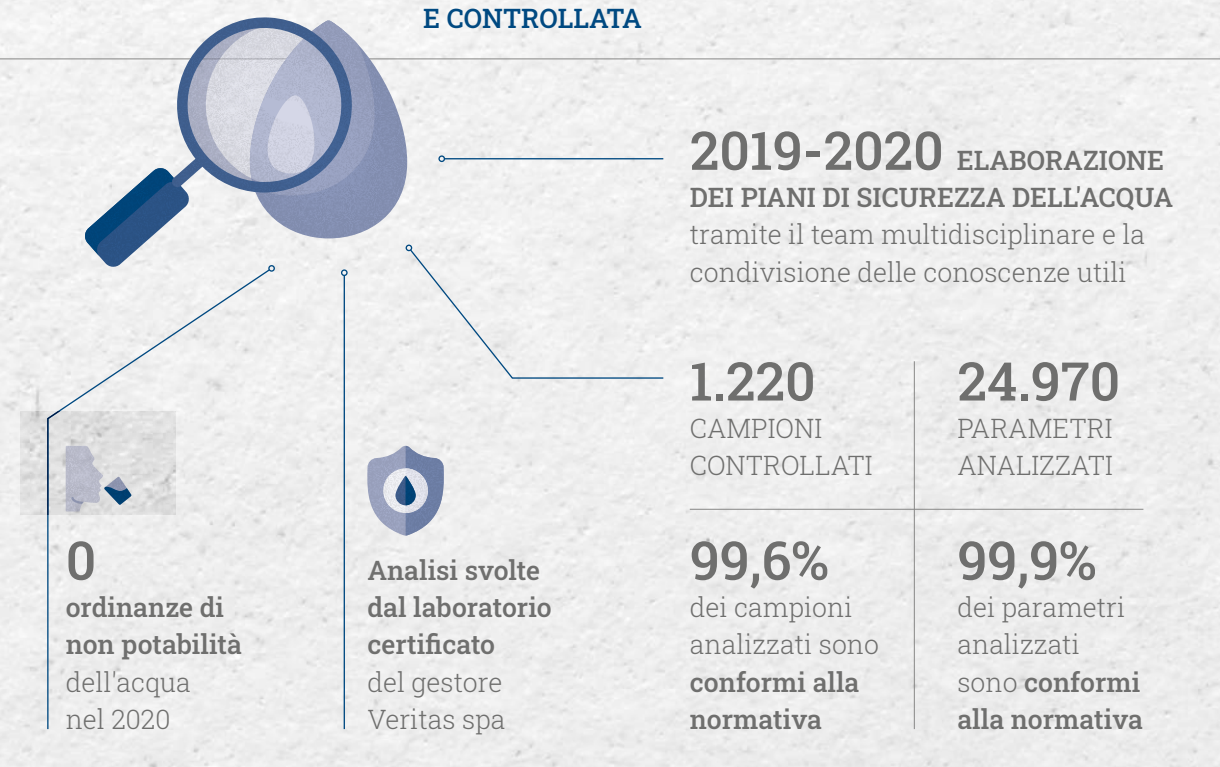 E CONTROLLATA
2019-2020 ELABORAZIONE
DEI PIANI DI SICUREZZA DELL'ACQUA
tramite il team multidisciplinare e la
condivisione delle conoscenze utili
1.220
CAMPIONI
CONTROLLATI
24.970
PARAMETRI
ANALIZZATI
0
ordinanze di
non potabilità
dell'acqua
nel 2020
Analisi svolte
dal laboratorio
certificato
del gestore
Veritas spa
99,6%
dei campioni
analizzati sono
conformi alla
normativa
99,9%
dei parametri
analizzati
sono conformi
alla normativa